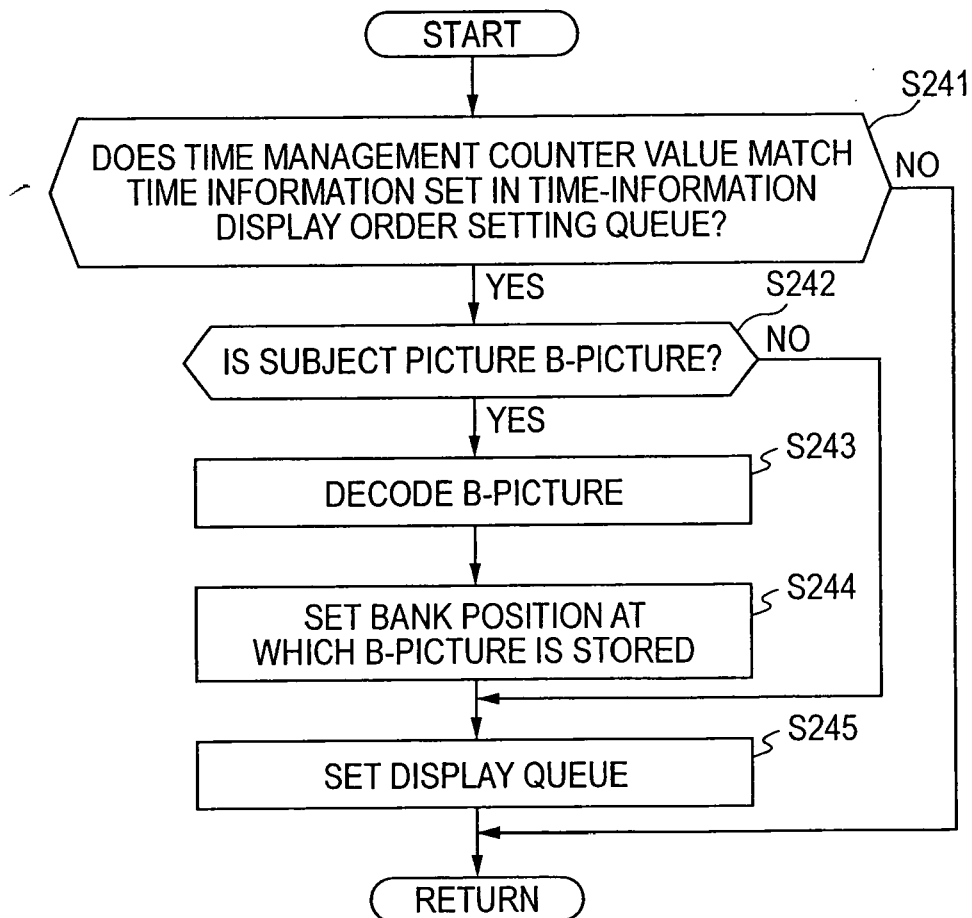 START
S241
DOES TIME MANAGEMENT COUNTER VALUE MATCH
TIME INFORMATION SET IN TIME-INFORMATION
DISPLAY ORDER SETTING QUEUE?
NO
YES
S242
IS SUBJECT PICTURE B-PICTURE?
NO
YES
S243
DECODE B-PICTURE
S244
SET BANK POSITION AT
WHICH B-PICTURE IS STORED
S245
SET DISPLAY QUEUE
RETURN